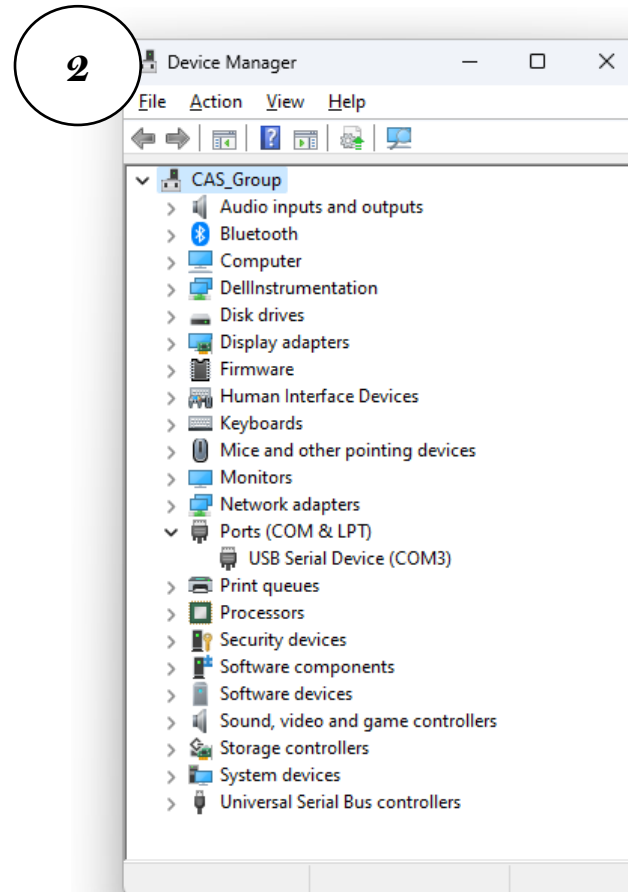 2
Device Manager
File Action View Help
CAS_Group
Audio inputs and outputs
Bluetooth
Computer
DellInstrumentation
Disk drives
Display adapters
Firmware
Human Interface Devices
Keyboards
Mice and other pointing devices
Monitors
Network adapters
Ports (COM & LPT)
USB Serial Device (COM3)
Print queues
Processors
Security devices
Software components
Software devices
Sound, video and game controllers
Storage controllers
System devices
Universal Serial Bus controllers